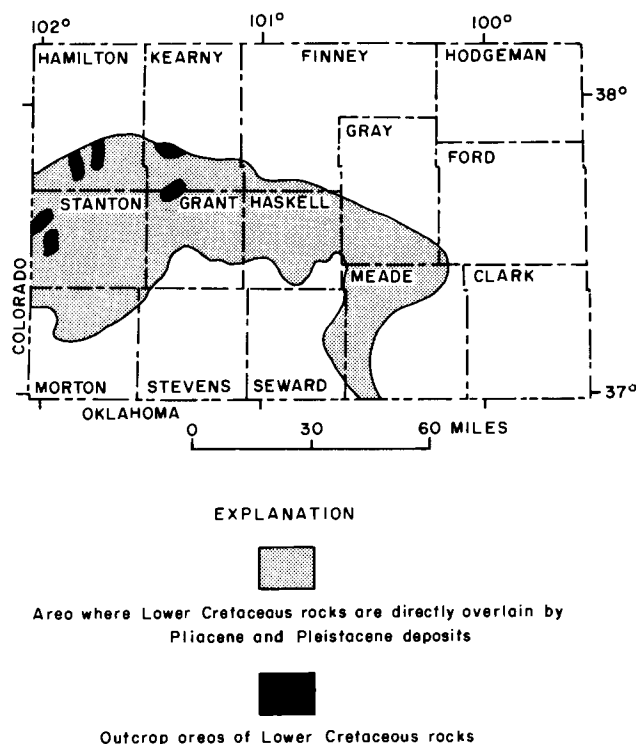 102° 101° 100°
HAMILTON KEARNY FINNEY HODGEMAN
38°
GRAY
FORD
STANTON GRANT HASKELL
MEADE CLARK
COLORADO
MORTON STEVENS SEWARD
37°
OKLAHOMA
0 30 60 MILES
EXPLANATION
Area where Lower Cretaceous rocks are directly overlain by
Pliacene and Pleistacene deposits
Outcrop areas of Lower Cretaceous rocks